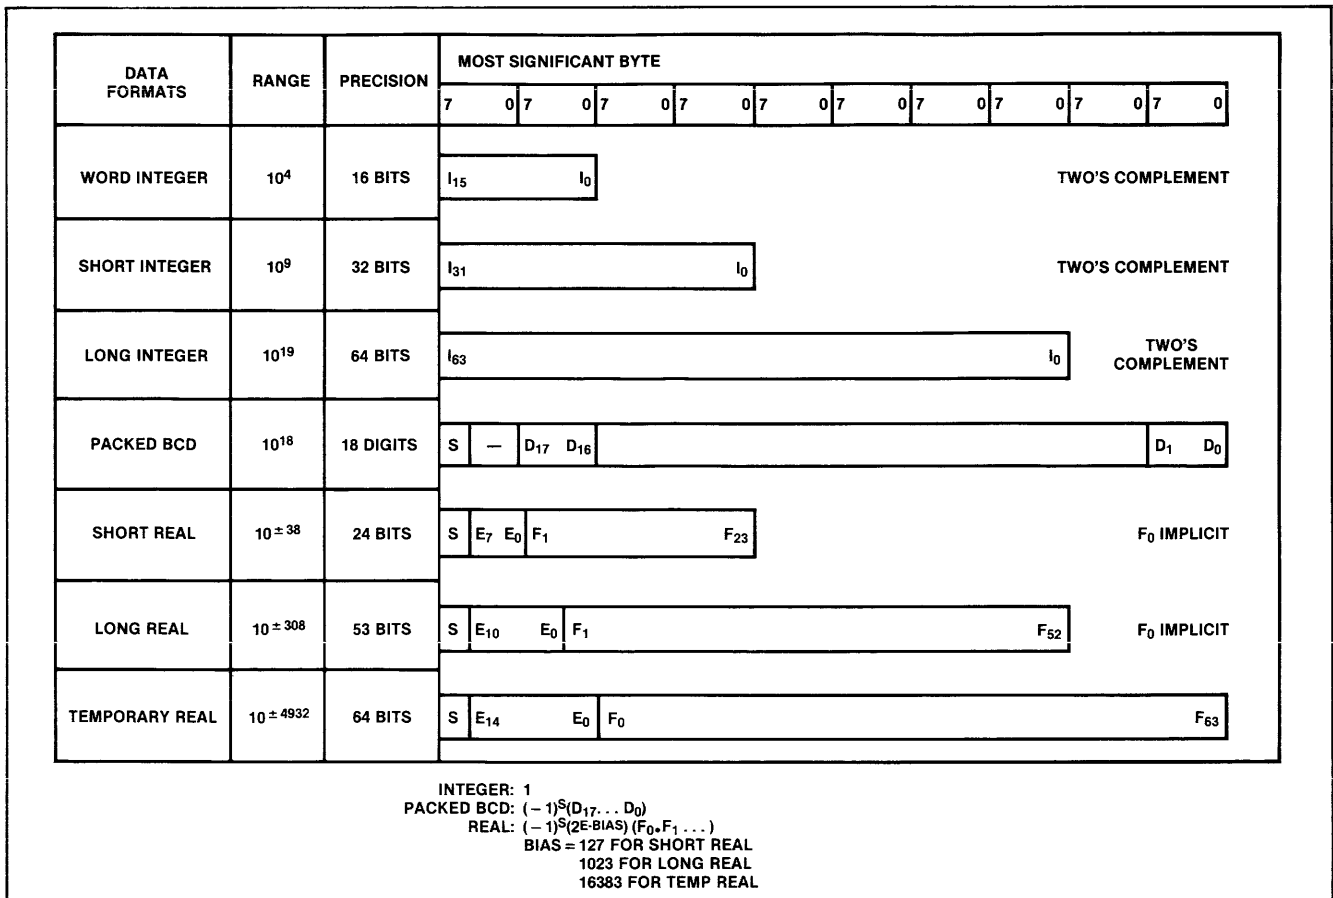 DATA FORMATS RANGE PRECISION MOST SIGNIFICANT BYTE
7 0 7 0 7 0 7 0 7 0 7 0 7 0 7 0 7 0 7 0
WORD INTEGER 10⁴ 16 BITS I₁₅ I₀ TWO'S COMPLEMENT
SHORT INTEGER 10⁹ 32 BITS I₃₁ I₀ TWO'S COMPLEMENT
LONG INTEGER 10¹⁹ 64 BITS I₆₃ I₀ TWO'S COMPLEMENT
PACKED BCD 10¹⁸ 18 DIGITS S — D₁₇ D₁₆ D₁ D₀
SHORT REAL 10±³⁸ 24 BITS S E₇ E₀ F₁ F₂₃ F₀ IMPLICIT
LONG REAL 10±³⁰⁸ 53 BITS S E₁₀ E₀ F₁ F₅₂ F₀ IMPLICIT
TEMPORARY REAL 10±⁴⁹³² 64 BITS S E₁₄ E₀ F₀ F₆₃
INTEGER: 1
PACKED BCD: (–1)ˢ(D₁₇... D₀)
REAL: (–1)ˢ(2E-BIAS) (F₀•F₁ ...)
BIAS = 127 FOR SHORT REAL
1023 FOR LONG REAL
16383 FOR TEMP REAL